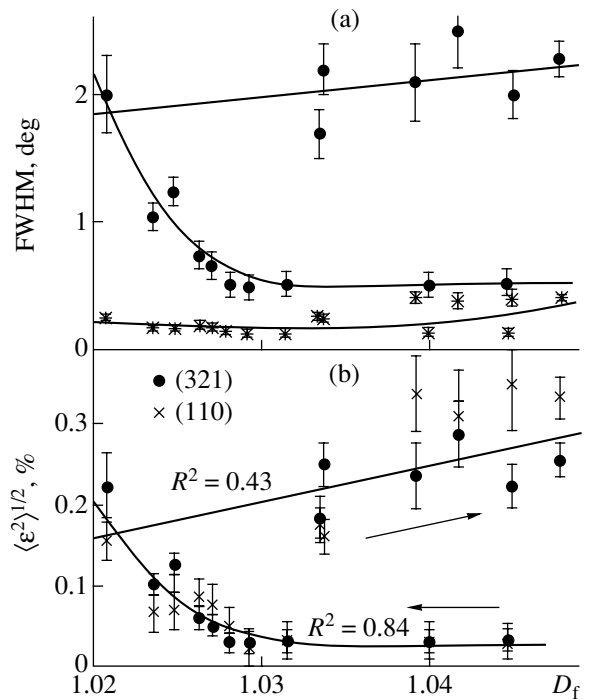 (a)
2
FWHM, deg
1
0
(b)
● (321)
× (110)
0.3
⟨ε²⟩^1/2, %
R² = 0.43
0.2
0.1
R² = 0.84
0
1.02 1.03 1.04 D_f